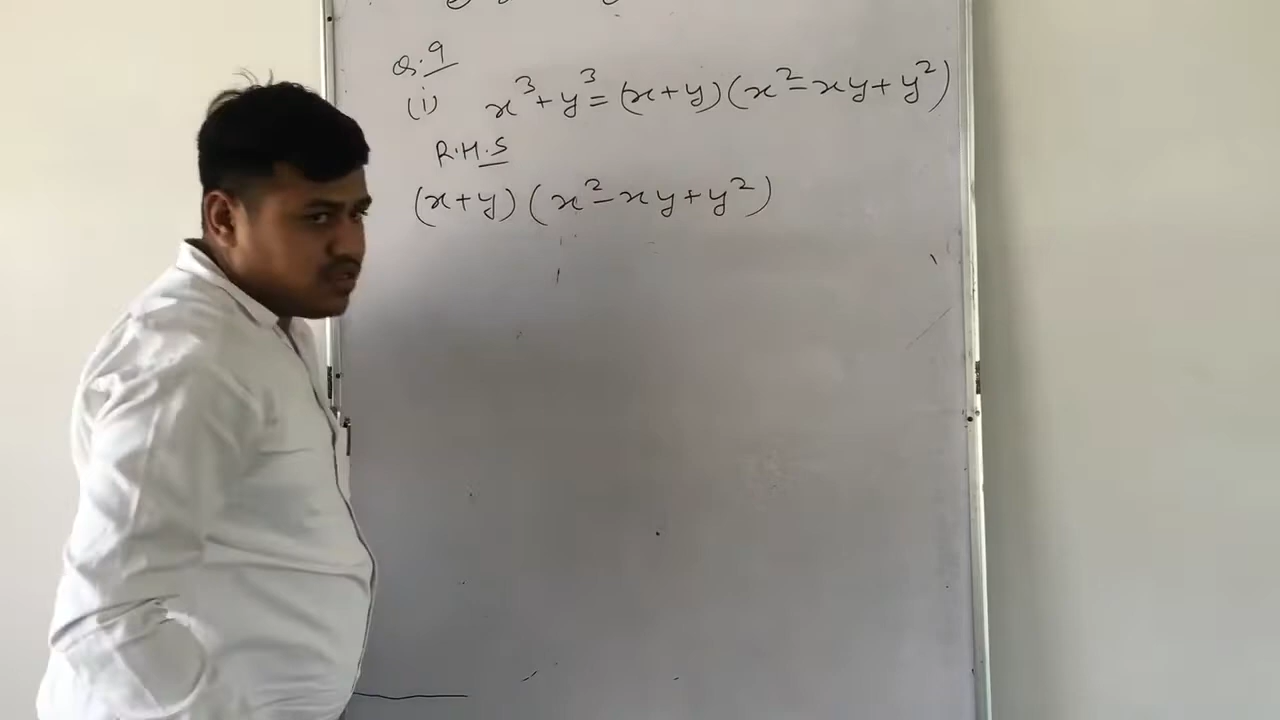 Q.9
(i) x³+y³=(x+y)(x²-xy+y²)
R.H.S
(x+y)(x²-xy+y²)